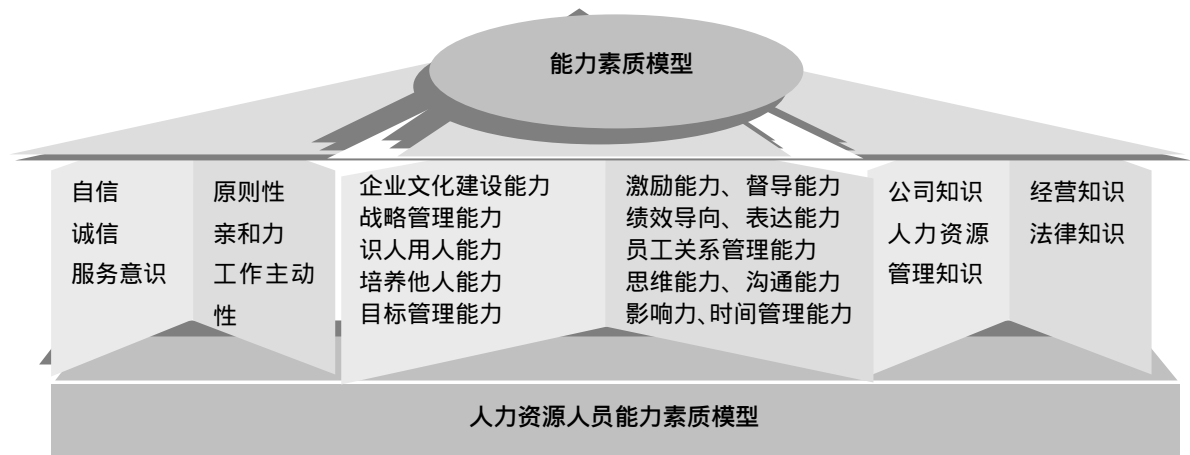 能力素质模型
自信
诚信
服务意识
原则性
亲和力
工作主动
性
企业文化建设能力
战略管理能力
识人用人能力
培养他人能力
目标管理能力
激励能力、督导能力
绩效导向、表达能力
员工关系管理能力
思维能力、沟通能力
影响力、时间管理能力
公司知识
人力资源
管理知识
经营知识
法律知识
人力资源人员能力素质模型